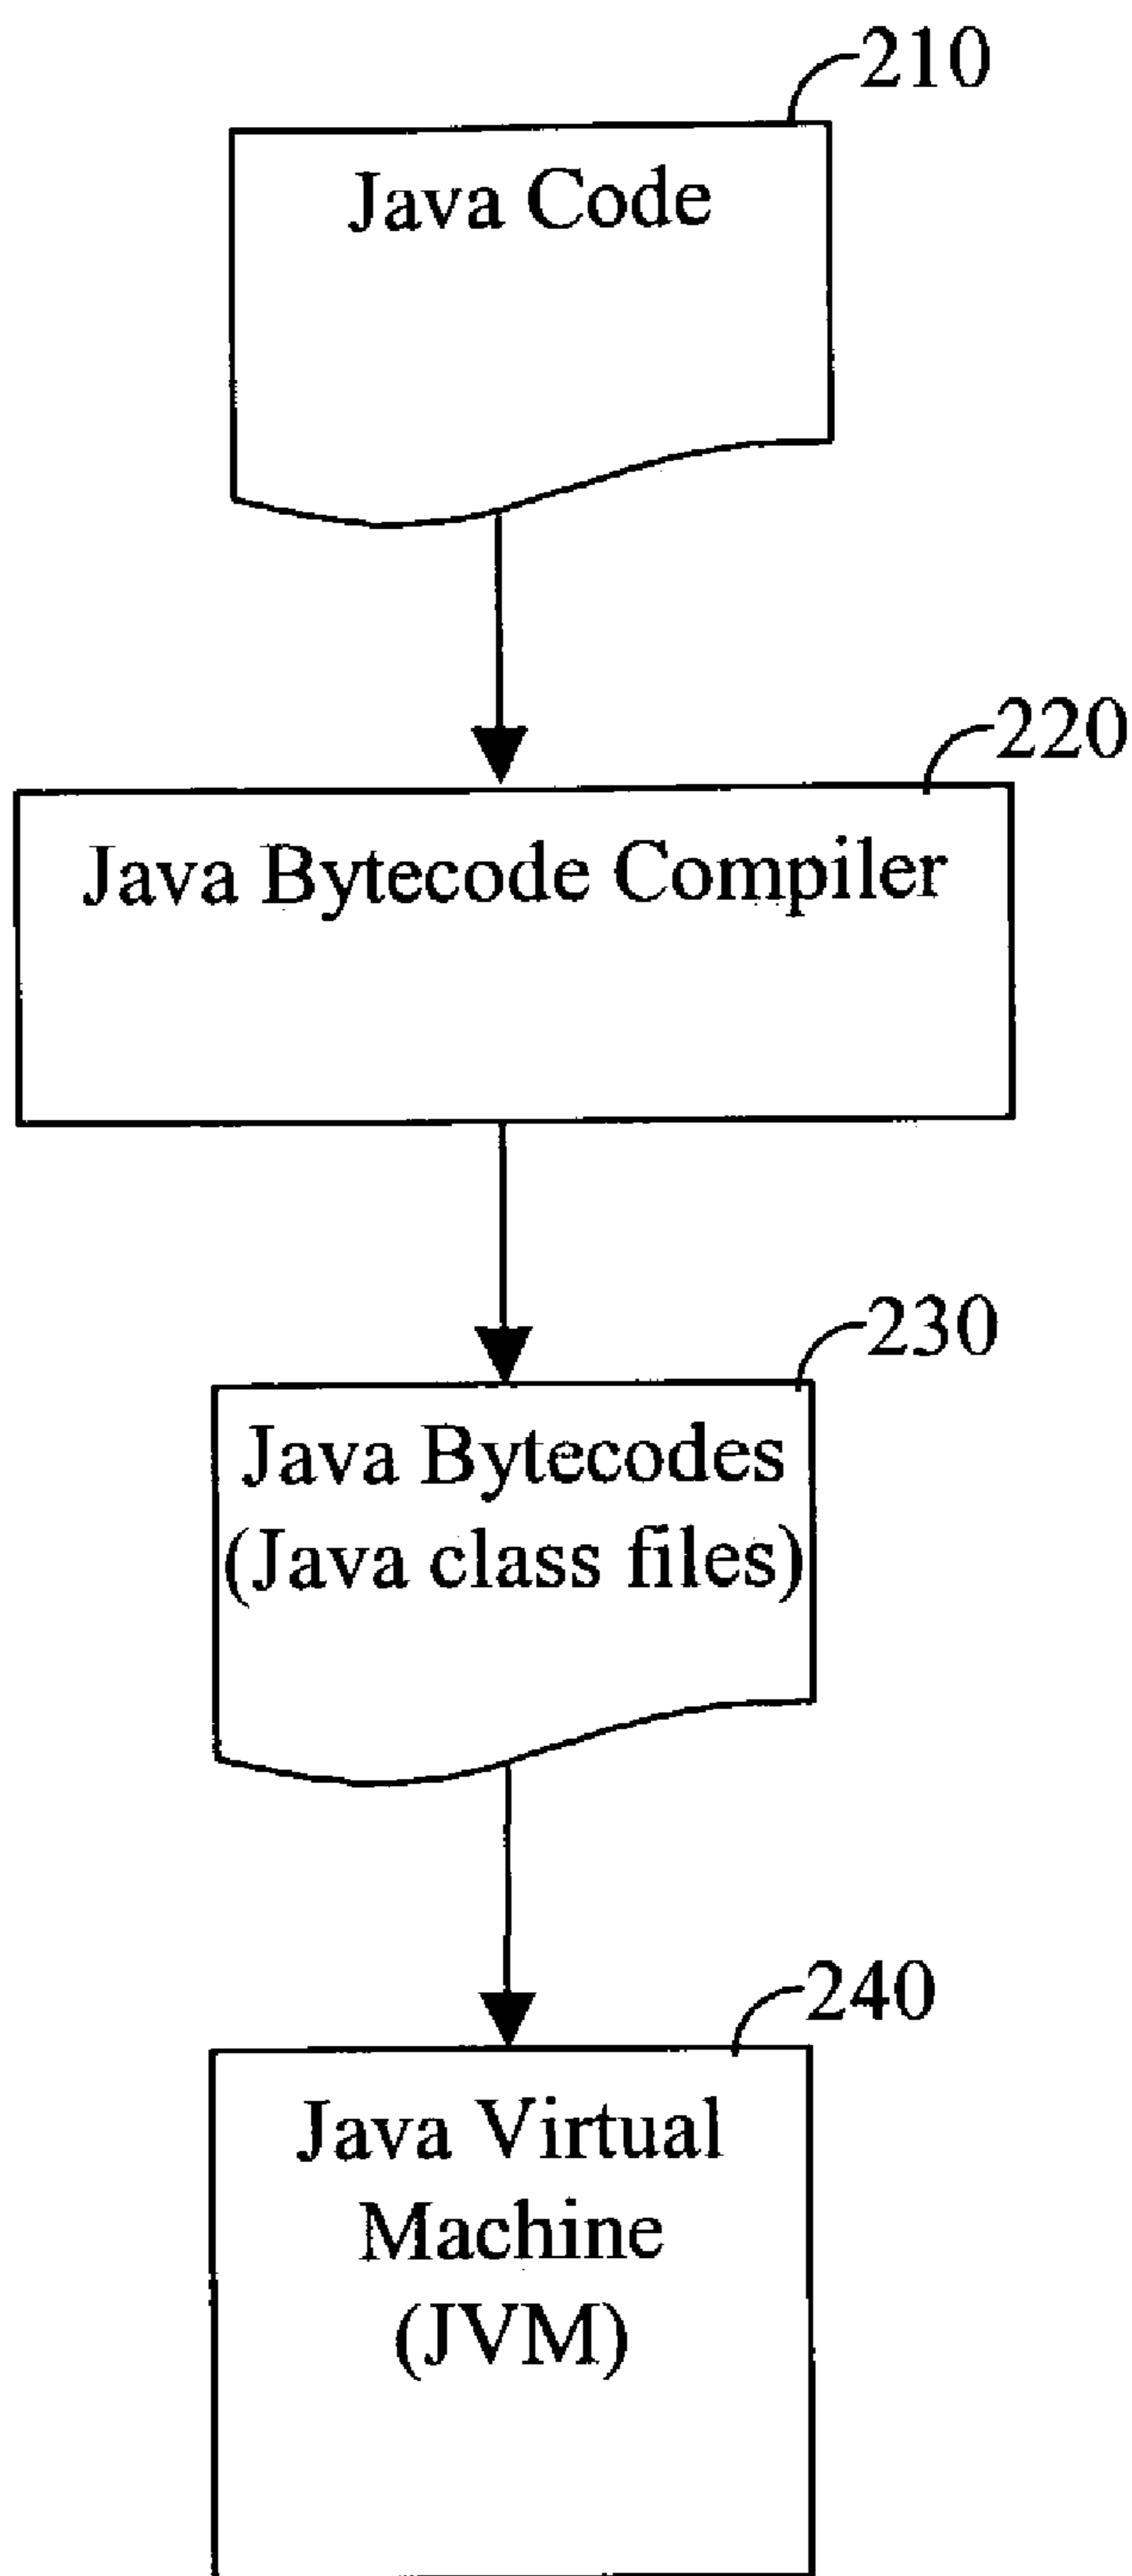 210
Java Code
220
Java Bytecode Compiler
230
Java Bytecodes
(Java class files)
240
Java Virtual
Machine
(JVM)